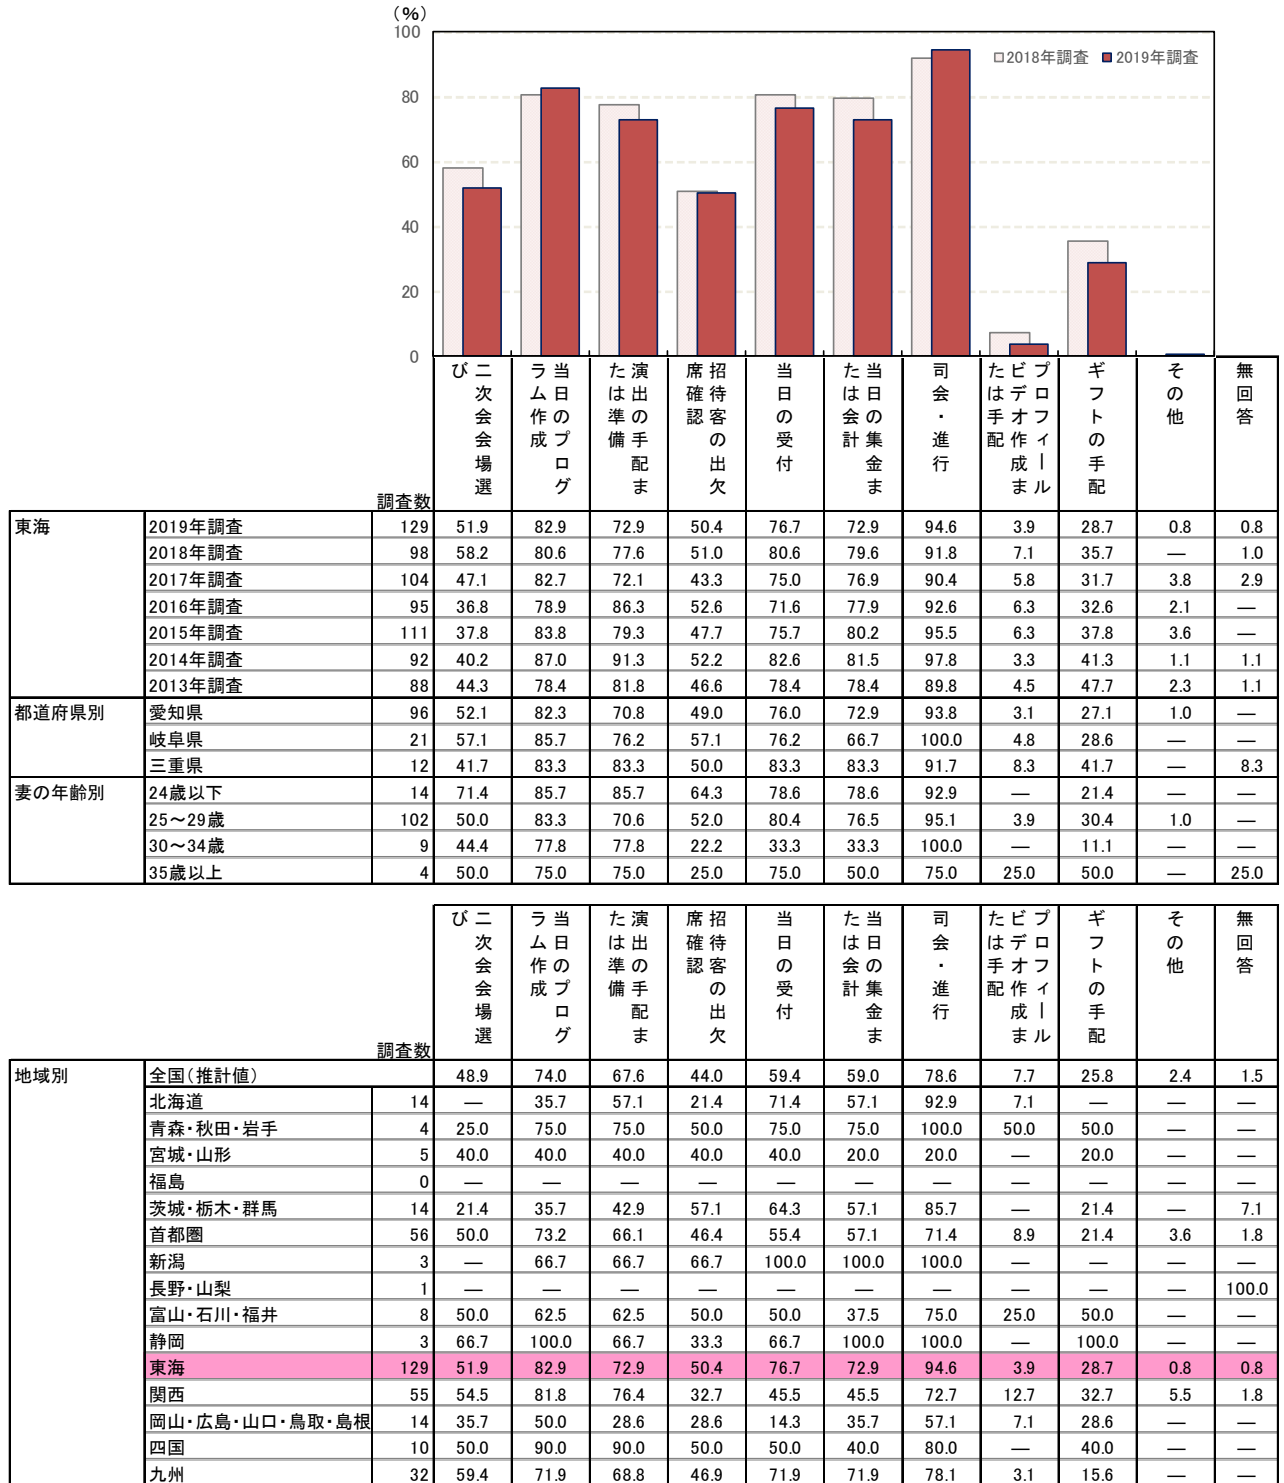 (%)
100
80
60
40
20
0
2018年調査 2019年調査
調査数 二次会会場選び 当日のプログラム作成 演出の手配または準備 招待客の出欠席確認 当日の受付 当日の集金または会計 司会・進行 プロフィールビデオ作成または手配 ギフトの手配 その他 無回答
東海 2019年調査 129 51.9 82.9 72.9 50.4 76.7 72.9 94.6 3.9 28.7 0.8 0.8
2018年調査 98 58.2 80.6 77.6 51.0 80.6 79.6 91.8 7.1 35.7 — 1.0
2017年調査 104 47.1 82.7 72.1 43.3 75.0 76.9 90.4 5.8 31.7 3.8 2.9
2016年調査 95 36.8 78.9 86.3 52.6 71.6 77.9 92.6 6.3 32.6 2.1 —
2015年調査 111 37.8 83.8 79.3 47.7 75.7 80.2 95.5 6.3 37.8 3.6 —
2014年調査 92 40.2 87.0 91.3 52.2 82.6 81.5 97.8 3.3 41.3 1.1 1.1
2013年調査 88 44.3 78.4 81.8 46.6 78.4 78.4 89.8 4.5 47.7 2.3 1.1
都道府県別 愛知県 96 52.1 82.3 70.8 49.0 76.0 72.9 93.8 3.1 27.1 1.0 —
岐阜県 21 57.1 85.7 76.2 57.1 76.2 66.7 100.0 4.8 28.6 — —
三重県 12 41.7 83.3 83.3 50.0 83.3 83.3 91.7 8.3 41.7 — 8.3
妻の年齢別 24歳以下 14 71.4 85.7 85.7 64.3 78.6 78.6 92.9 — 21.4 — —
25～29歳 102 50.0 83.3 70.6 52.0 80.4 76.5 95.1 3.9 30.4 1.0 —
30～34歳 9 44.4 77.8 77.8 22.2 33.3 33.3 100.0 — 11.1 — —
35歳以上 4 50.0 75.0 75.0 25.0 75.0 50.0 75.0 25.0 50.0 — 25.0
調査数 二次会会場選び 当日のプログラム作成 演出の手配または準備 招待客の出欠席確認 当日の受付 当日の集金または会計 司会・進行 プロフィールビデオ作成または手配 ギフトの手配 その他 無回答
地域別 全国(推計値) 48.9 74.0 67.6 44.0 59.4 59.0 78.6 7.7 25.8 2.4 1.5
北海道 14 — 35.7 57.1 21.4 71.4 57.1 92.9 7.1 — — —
青森・秋田・岩手 4 25.0 75.0 75.0 50.0 75.0 75.0 100.0 50.0 50.0 — —
宮城・山形 5 40.0 40.0 40.0 40.0 40.0 20.0 20.0 — 20.0 — —
福島 0 — — — — — — — — — — —
茨城・栃木・群馬 14 21.4 35.7 42.9 57.1 64.3 57.1 85.7 — 21.4 — 7.1
首都圏 56 50.0 73.2 66.1 46.4 55.4 57.1 71.4 8.9 21.4 3.6 1.8
新潟 3 — 66.7 66.7 66.7 100.0 100.0 100.0 — — — —
長野・山梨 1 — — — — — — — — — — 100.0
富山・石川・福井 8 50.0 62.5 62.5 50.0 50.0 37.5 75.0 25.0 50.0 — —
静岡 3 66.7 100.0 66.7 33.3 66.7 100.0 100.0 — 100.0 — —
東海 129 51.9 82.9 72.9 50.4 76.7 72.9 94.6 3.9 28.7 0.8 0.8
関西 55 54.5 81.8 76.4 32.7 45.5 45.5 72.7 12.7 32.7 5.5 1.8
岡山・広島・山口・鳥取・島根 14 35.7 50.0 28.6 28.6 14.3 35.7 57.1 7.1 28.6 — —
四国 10 50.0 90.0 90.0 50.0 50.0 40.0 80.0 — 40.0 — —
九州 32 59.4 71.9 68.8 46.9 71.9 71.9 78.1 3.1 15.6 — —